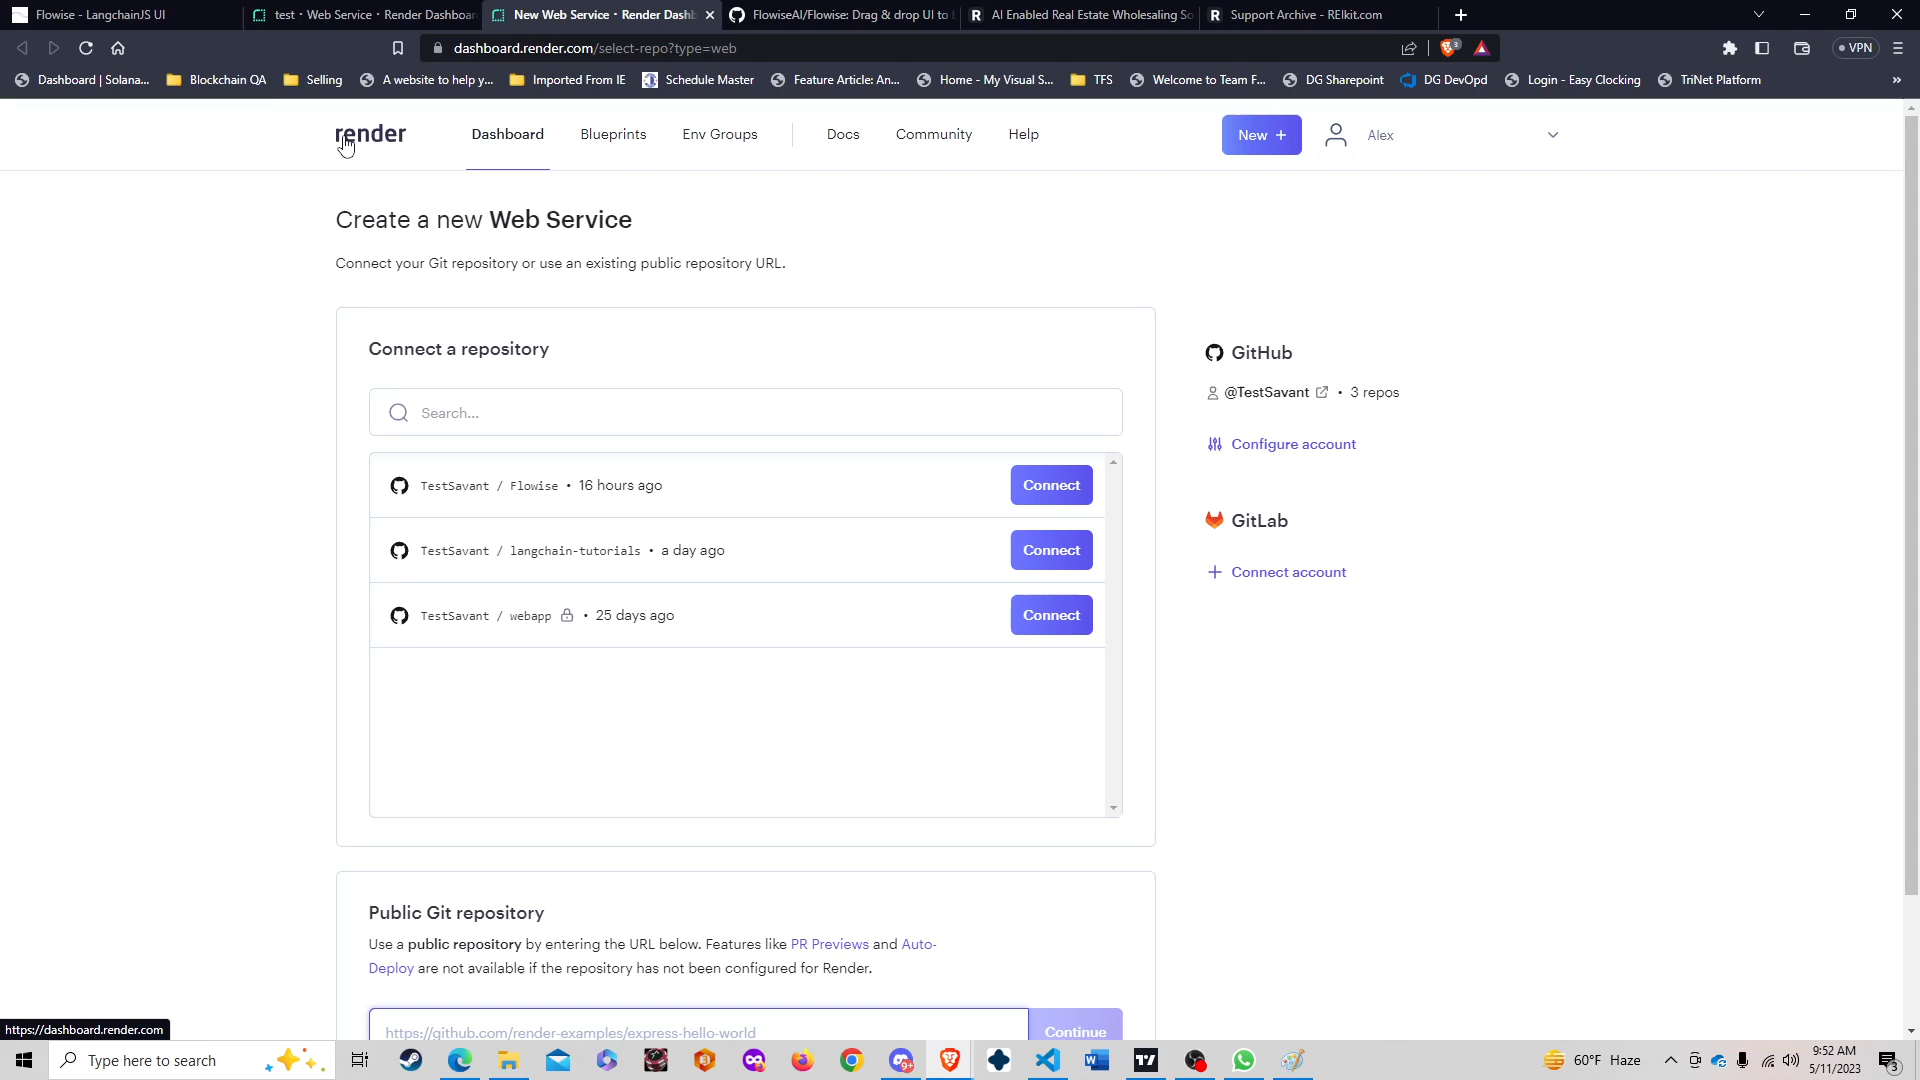 Flowise - LangchainJS UI
test · Web Service · Render Dashboa
New Web Service · Render Dashb
FlowiseAI/Flowise: Drag & drop UI to b
AI Enabled Real Estate Wholesaling So
Support Archive - REIkit.com
dashboard.render.com/select-repo?type=web
3
VPN
Dashboard | Solana...
Blockchain QA
Selling
A website to help y...
Imported From IE
Schedule Master
Feature Article: An...
Home - My Visual S...
TFS
Welcome to Team F...
DG Sharepoint
DG DevOpd
Login - Easy Clocking
TriNet Platform
»
render
Dashboard
Blueprints
Env Groups
Docs
Community
Help
New +
Alex
Create a new Web Service
Connect your Git repository or use an existing public repository URL.
Connect a repository
Search...
TestSavant / Flowise • 16 hours ago
Connect
TestSavant / langchain-tutorials • a day ago
Connect
TestSavant / webapp • 25 days ago
Connect
GitHub
@TestSavant • 3 repos
Configure account
GitLab
Connect account
Public Git repository
Use a public repository by entering the URL below. Features like PR Previews and Auto-
Deploy are not available if the repository has not been configured for Render.
https://github.com/render-examples/express-hello-world
Continue
https://dashboard.render.com
Type here to search
9+
60°F Haze
9:52 AM
5/11/2023
3